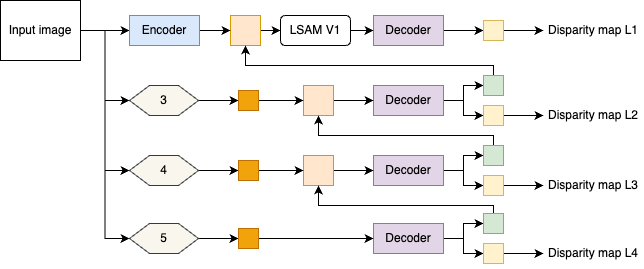 Input image
Encoder
LSAM V1
Decoder
Disparity map L1
3
Decoder
Disparity map L2
4
Decoder
Disparity map L3
5
Decoder
Disparity map L4